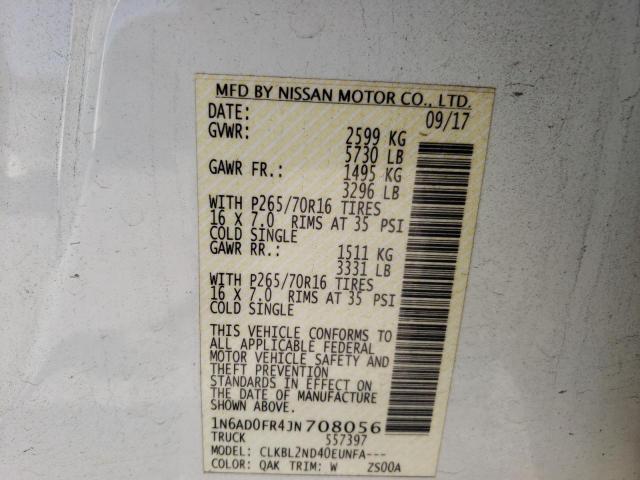 MFD BY NISSAN MOTOR CO., LTD.
DATE: 09/17
GVWR: 2599 KG
5730 LB
GAWR FR.: 1495 KG
3296 LB
WITH P265/70R16 TIRES
16 X 7.0 RIMS AT 35 PSI
COLD SINGLE
GAWR RR.: 1511 KG
3331 LB
WITH P265/70R16 TIRES
16 X 7.0 RIMS AT 35 PSI
COLD SINGLE
THIS VEHICLE CONFORMS TO
ALL APPLICABLE FEDERAL
MOTOR VEHICLE SAFETY AND
THEFT PREVENTION
STANDARDS IN EFFECT ON
THE DATE OF MANUFACTURE
SHOWN ABOVE.
1N6AD0FR4JN708056
TRUCK 557397
MODEL: CLKBL2ND40EUNFA---
COLOR: QAK TRIM: W ZS00A